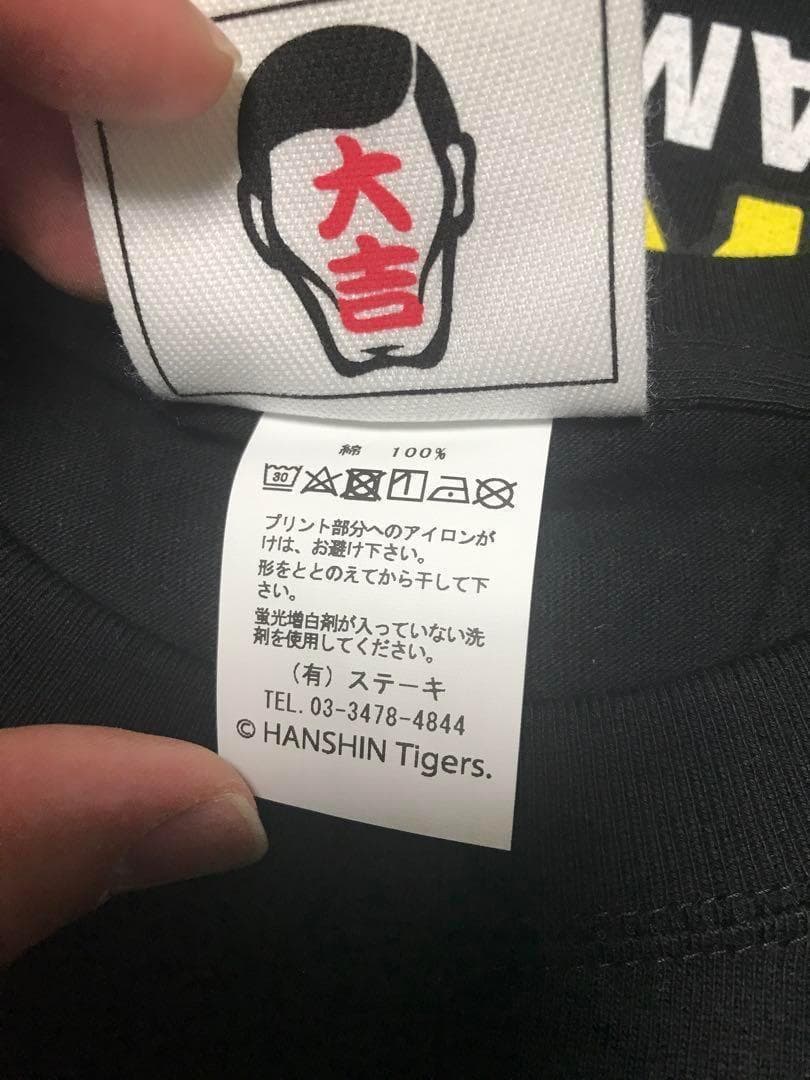 AM
大
吉
綿 100%
30
プリント部分へのアイロンが
けは、お避け下さい。
形をととのえてから干して下
さい。
蛍光増白剤が入っていない洗
剤を使用してください。
(有) ステーキ
TEL. 03-3478-4844
© HANSHIN Tigers.